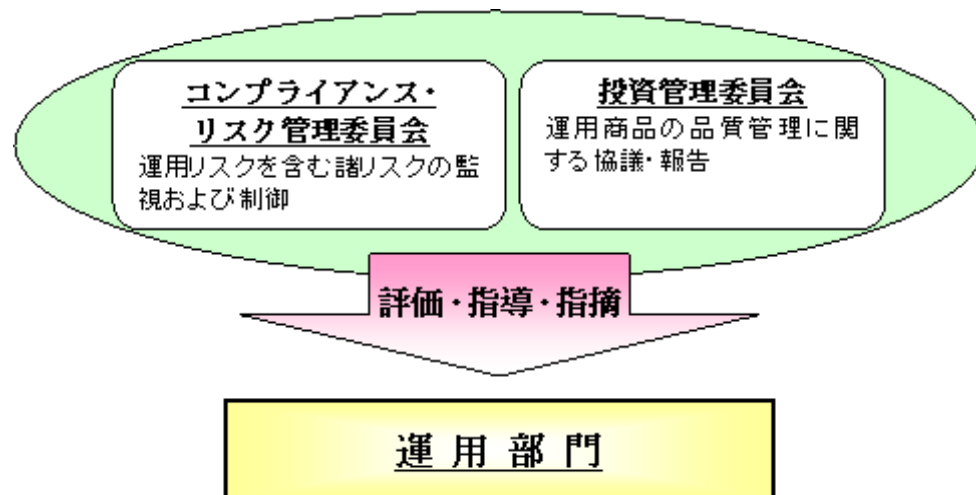 コンプライアンス・
リスク管理委員会
運用リスクを含む諸リスクの監
視および制御
投資管理委員会
運用商品の品質管理に関
する協議・報告
評価・指導・指摘
運用部門